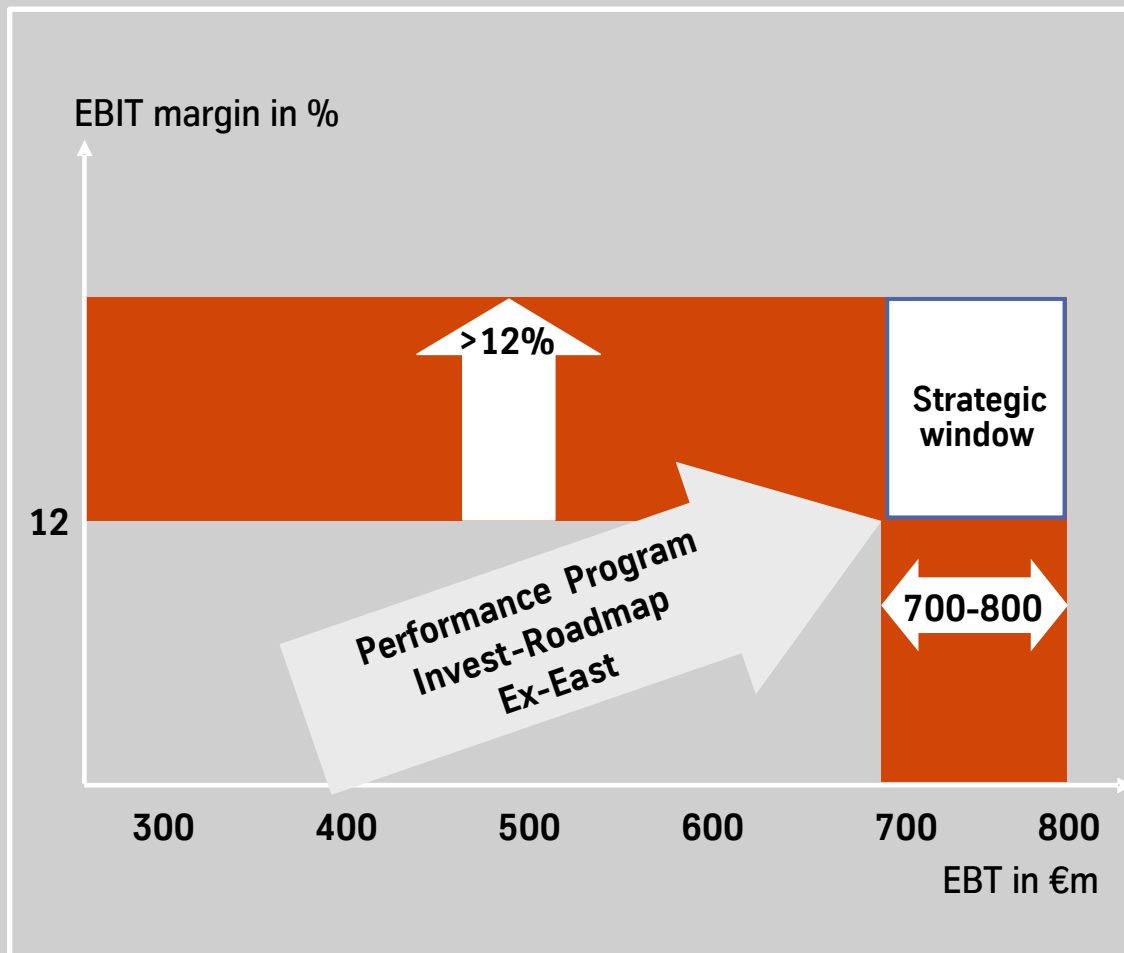 EBIT margin in %
>12%
Strategic
window
12
Performance Program
Invest-Roadmap
Ex-East
700-800
300 400 500 600 700 800
EBT in €m